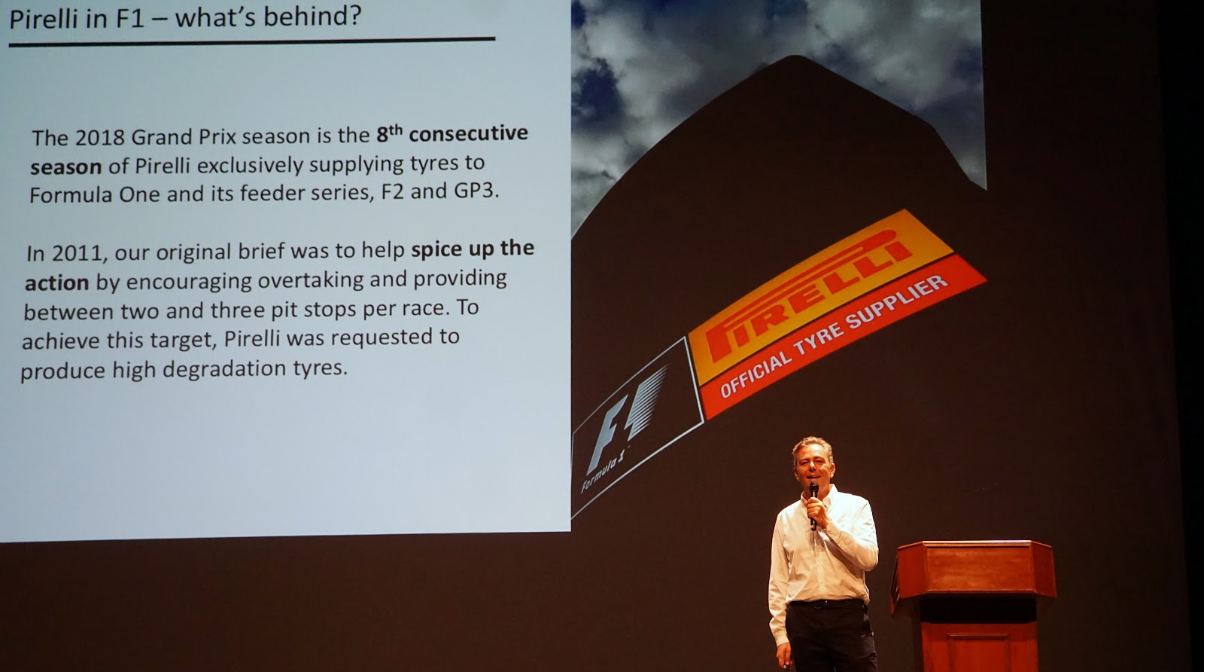 Pirelli in F1 – what's behind?
The 2018 Grand Prix season is the 8th consecutive
season of Pirelli exclusively supplying tyres to
Formula One and its feeder series, F2 and GP3.
In 2011, our original brief was to help spice up the
action by encouraging overtaking and providing
between two and three pit stops per race. To
achieve this target, Pirelli was requested to
produce high degradation tyres.
PIRELLI
OFFICIAL TYRE SUPPLIER
F1
Formula 1